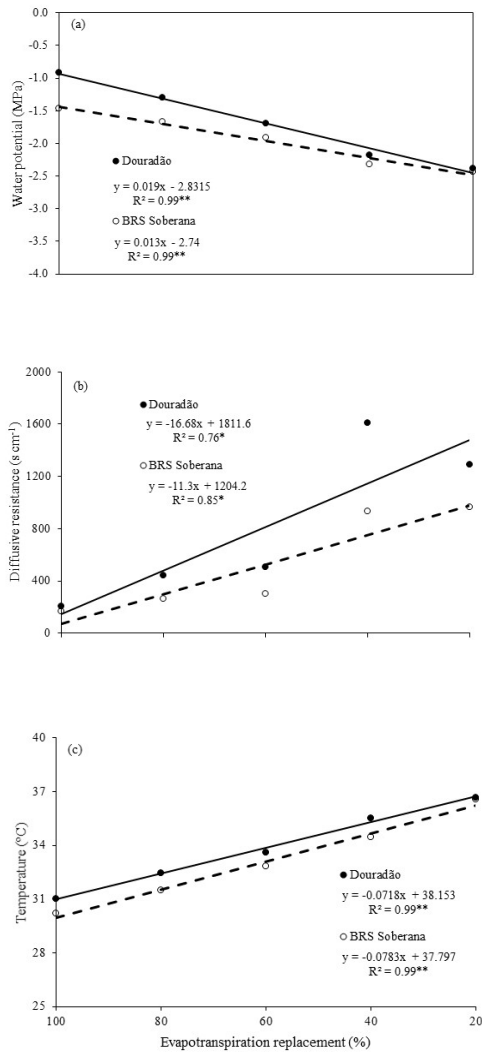 (a)
Water potential (MPa)
0.0
-0.5
-1.0
-1.5
-2.0
-2.5
-3.0
-3.5
-4.0
Douradão
y = 0.019x - 2.8315
R² = 0.99**
BRS Soberana
y = 0.013x - 2.74
R² = 0.99**
(b)
Diffusive resistance (s cm⁻¹)
2000
1600
1200
800
400
0
Douradão
y = -16.68x + 1811.6
R² = 0.76*
BRS Soberana
y = -11.3x + 1204.2
R² = 0.85*
(c)
Temperature (°C)
40
37
34
31
28
25
Douradão
y = -0.0718x + 38.153
R² = 0.99**
BRS Soberana
y = -0.0783x + 37.797
R² = 0.99**
100 80 60 40 20
Evapotranspiration replacement (%)